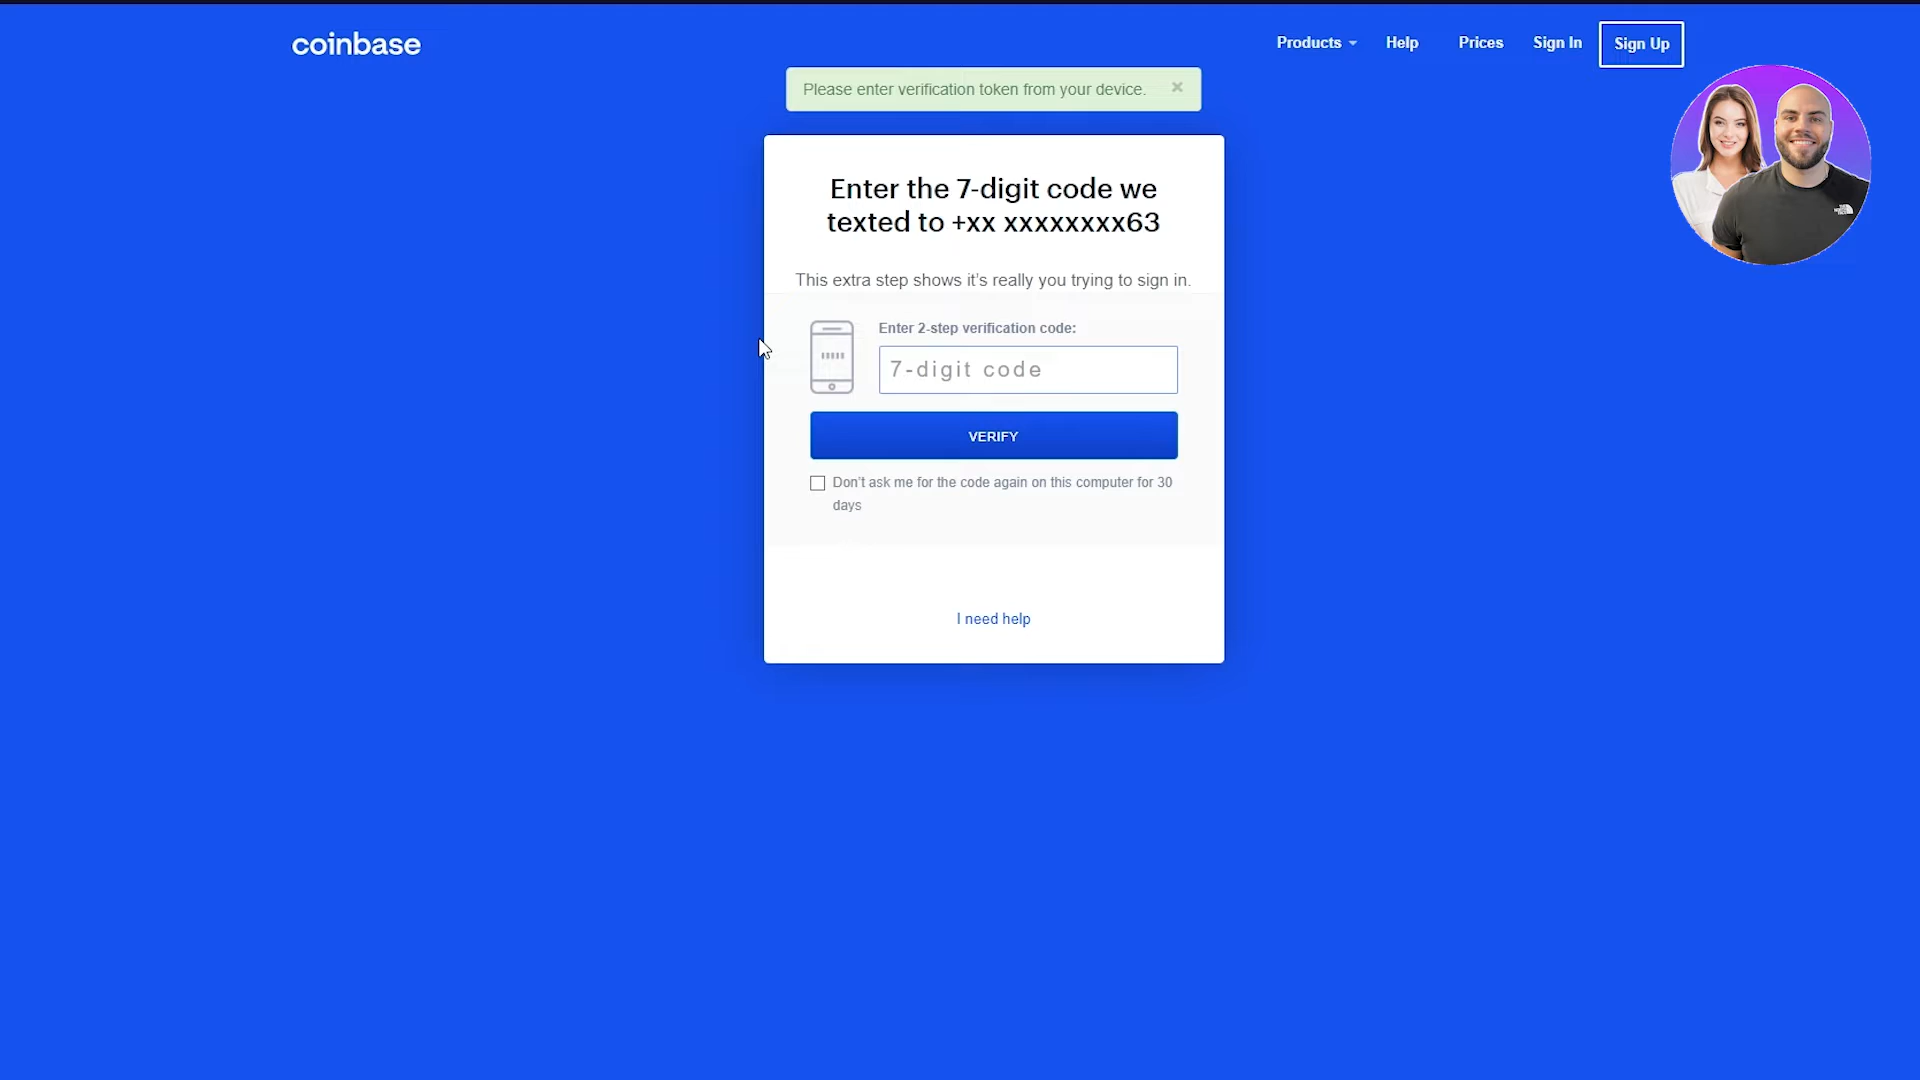 coinbase
Products
Help
Prices
Sign In
Sign Up
Please enter verification token from your device.
Enter the 7-digit code we
texted to +xx xxxxxxxx63
This extra step shows it's really you trying to sign in.
Enter 2-step verification code:
7-digit code
VERIFY
Don't ask me for the code again on this computer for 30
days
I need help